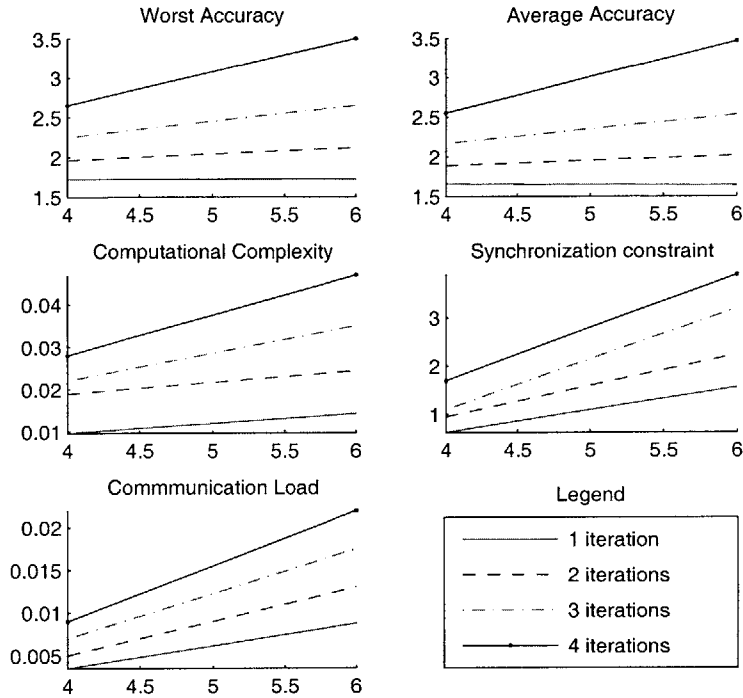 Worst Accuracy
3.5
3
2.5
2
1.5
4 4.5 5 5.5 6
Average Accuracy
3.5
3
2.5
2
1.5
4 4.5 5 5.5 6
Computational Complexity
0.04
0.03
0.02
0.01
4 4.5 5 5.5 6
Synchronization constraint
3
2
1
4 4.5 5 5.5 6
Commmunication Load
0.02
0.015
0.01
0.005
4 4.5 5 5.5 6
Legend
1 iteration
2 iterations
3 iterations
4 iterations